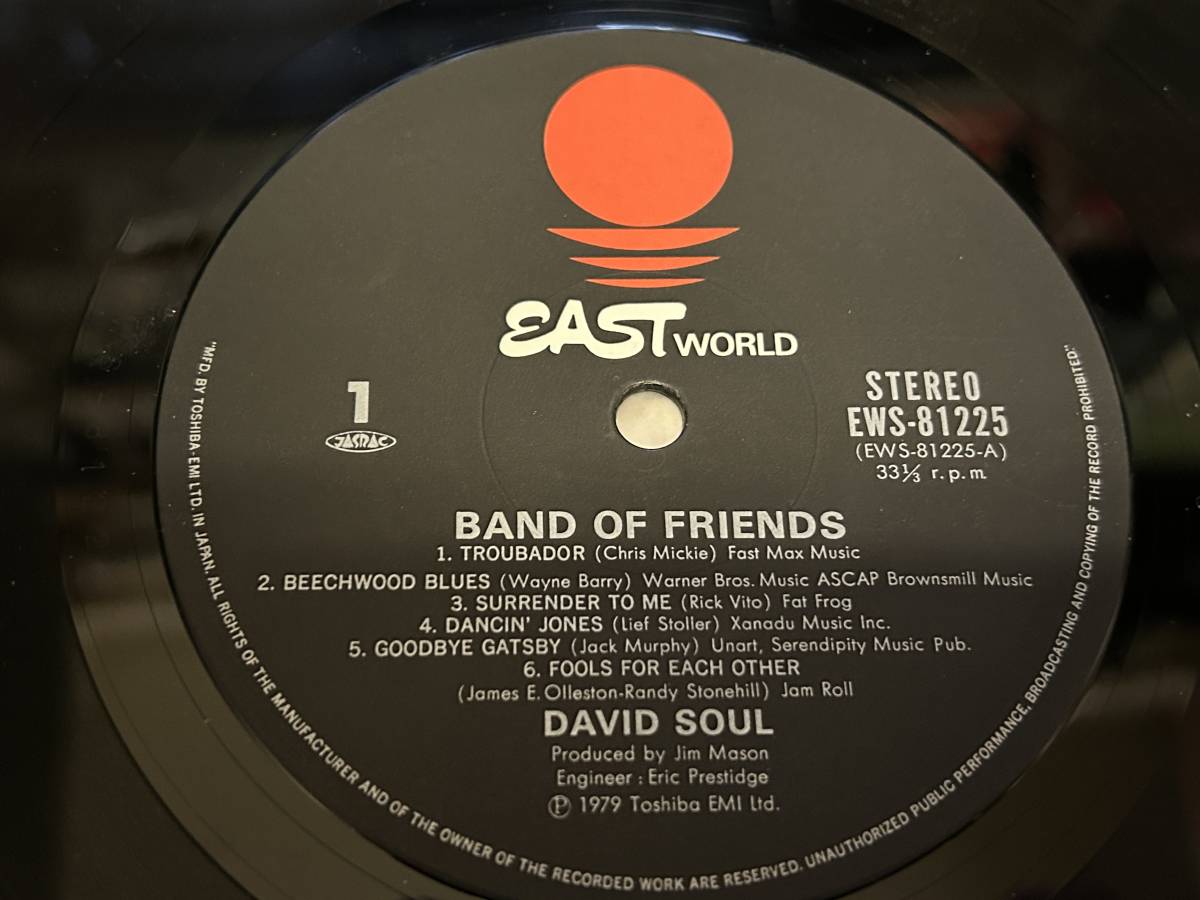 EAST WORLD
1
JASRAC
STEREO
EWS-81225
(EWS-81225-A)
33⅓ r.p.m.
BAND OF FRIENDS
1. TROUBADOR (Chris Mickie) Fast Max Music
2. BEECHWOOD BLUES (Wayne Barry) Warner Bros. Music ASCAP Brownsmill Music
3. SURRENDER TO ME (Rick Vito) Fat Frog
4. DANCIN' JONES (Lief Stoller) Xanadu Music Inc.
5. GOODBYE GATSBY (Jack Murphy) Unart, Serendipity Music Pub.
6. FOOLS FOR EACH OTHER
(James E. Olleston-Randy Stonehill) Jam Roll
DAVID SOUL
Produced by Jim Mason
Engineer : Eric Prestidge
Ⓟ 1979 Toshiba EMI Ltd.
"MFD. BY TOSHIBA-EMI LTD. IN JAPAN. ALL RIGHTS OF THE MANUFACTURER AND OF THE OWNER OF THE RECORDED WORK ARE RESERVED. UNAUTHORIZED PUBLIC PERFORMANCE, BROADCASTING AND COPYING OF THE RECORD PROHIBITED."